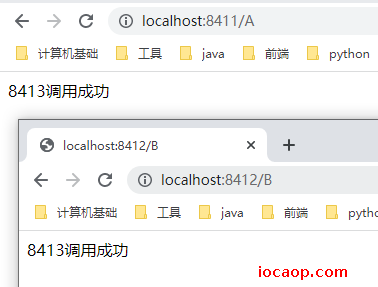 localhost:8411/A
计算机基础 工具 java 前端 python
8413调用成功
localhost:8412/B
localhost:8412/B
计算机基础 工具 java 前端
8413调用成功
iocaop.com